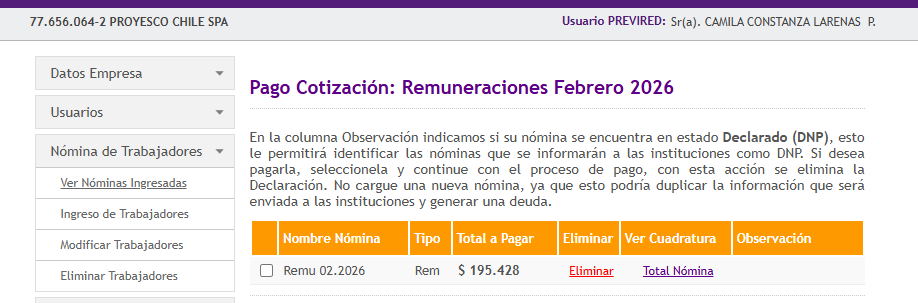 77.656.064-2 PROYESCO CHILE SPA
Usuario PREVIRED: Sr(a). CAMILA CONSTANZA LARENAS P.
Datos Empresa
Usuarios
Nómina de Trabajadores
Ver Nóminas Ingresadas
Ingreso de Trabajadores
Modificar Trabajadores
Eliminar Trabajadores
Pago Cotización: Remuneraciones Febrero 2026
En la columna Observación indicamos si su nómina se encuentra en estado Declarado (DNP), esto
le permitirá identificar las nóminas que se informarán a las instituciones como DNP. Si desea
pagarla, seleccionela y continue con el proceso de pago, con esta acción se elimina la
Declaración. No cargue una nueva nómina, ya que esto podría duplicar la información que será
enviada a las instituciones y generar una deuda.
Nombre Nómina Tipo Total a Pagar Eliminar Ver Cuadratura Observación
Remu 02.2026 Rem $ 195.428 Eliminar Total Nómina